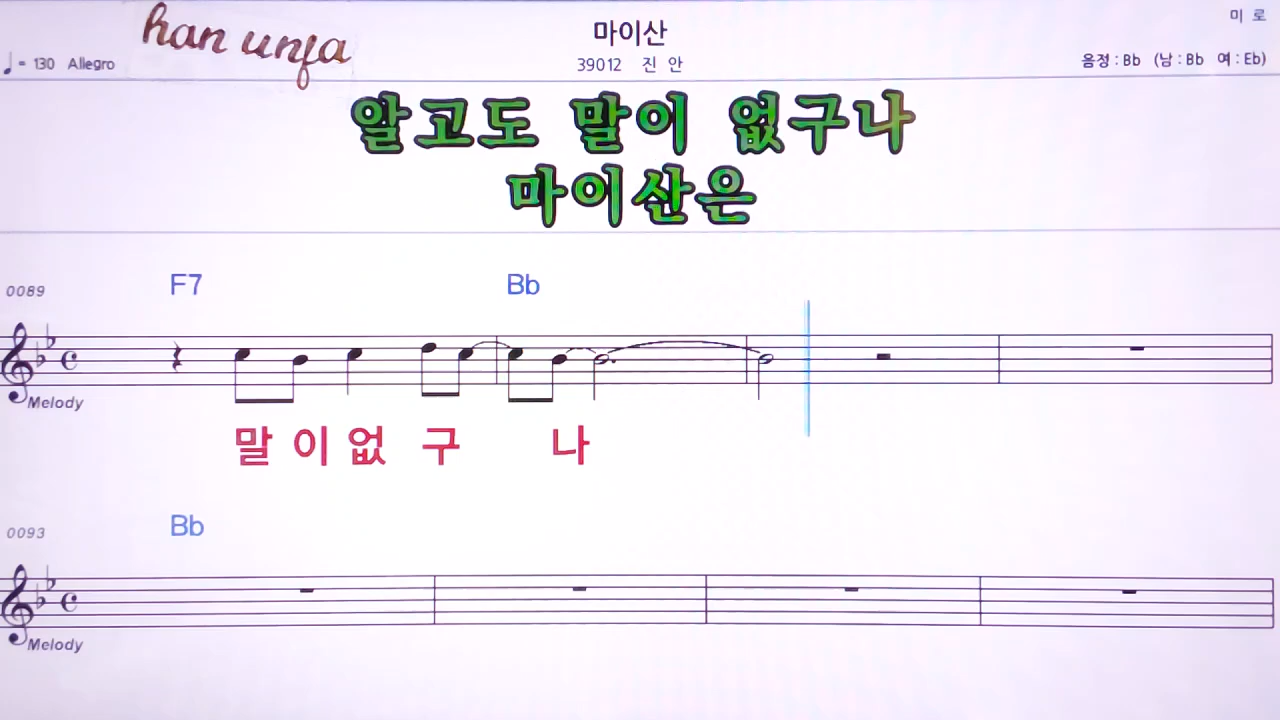 han unfa
마이산
미 로
♩= 130 Allegro
39012 진 안
음정 : Bb (남 : Bb 여 : Eb)
알고도 말이 없구나
마이산은
0089
F7 Bb
Melody
말 이 없 구 나
0093
Bb
Melody